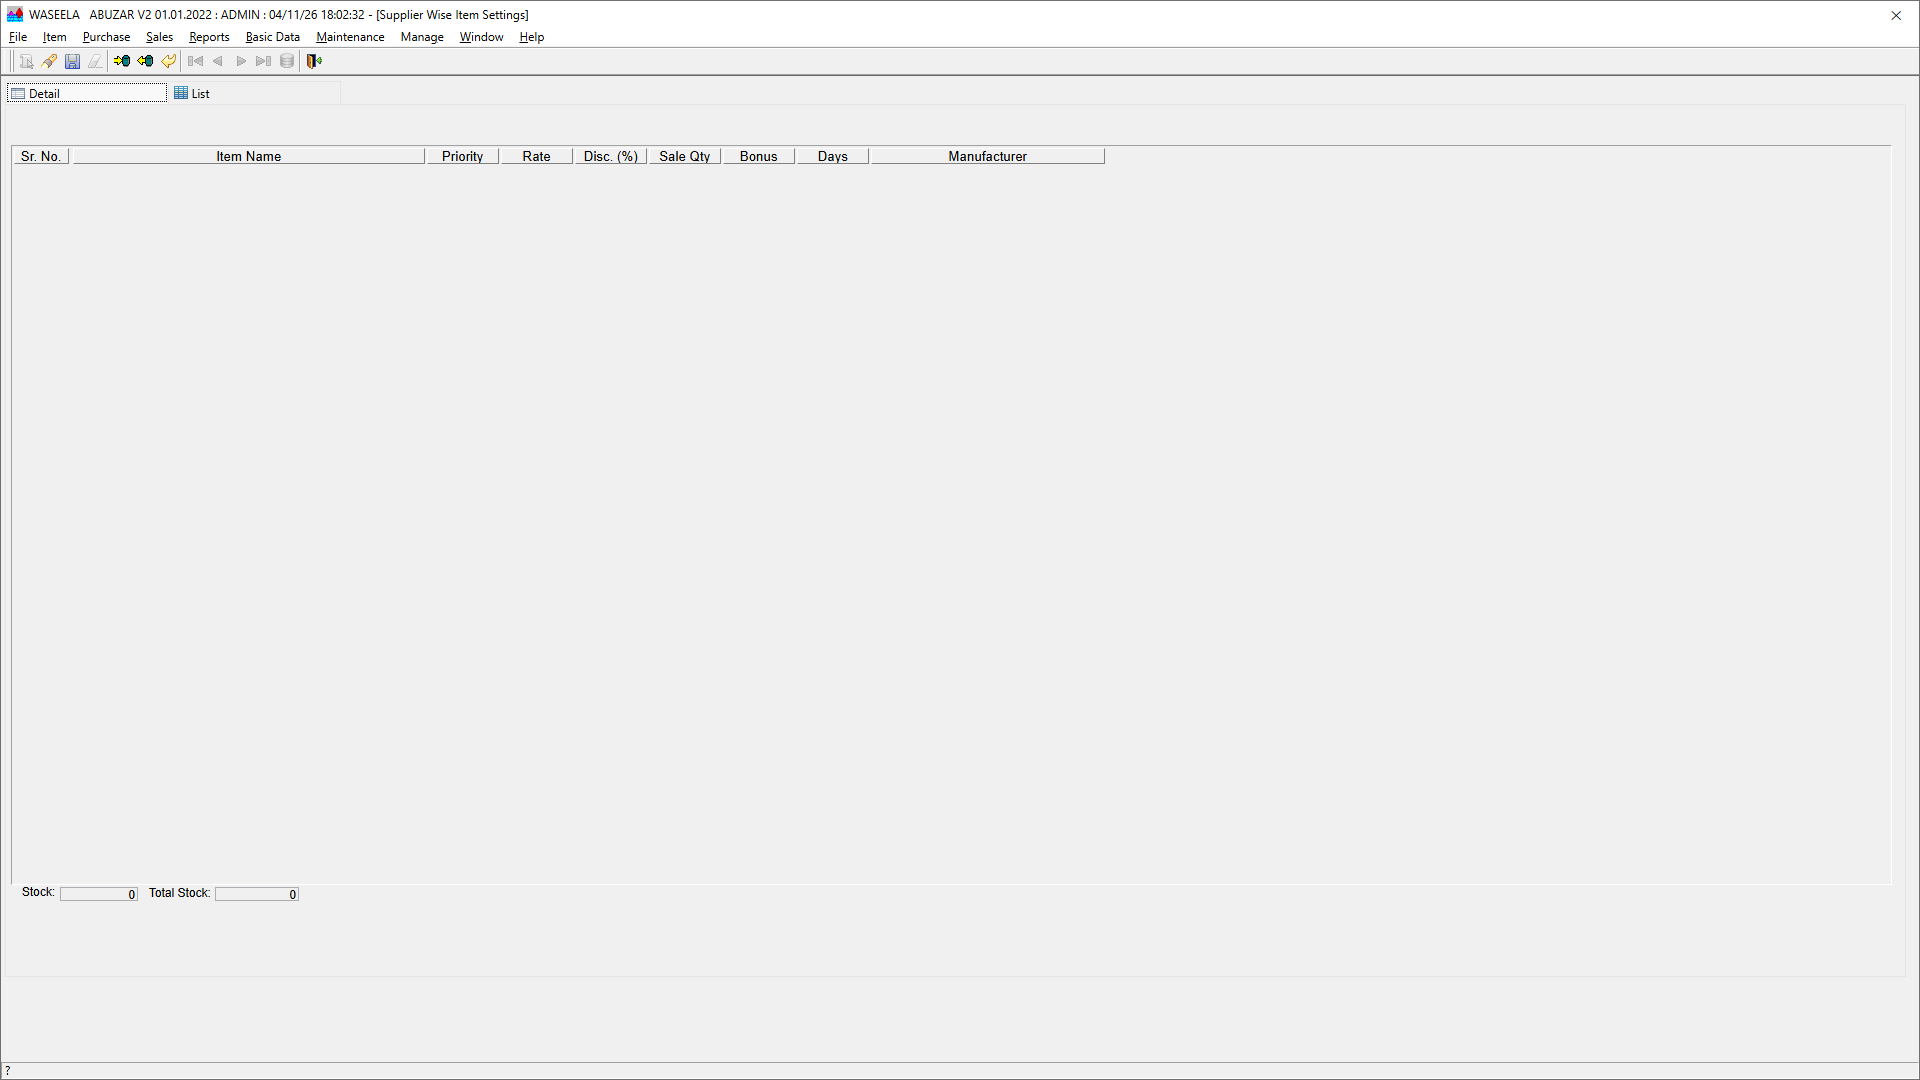 WASEELA   ABUZAR V2 01.01.2022 : ADMIN : 04/11/26 18:02:32 - [Supplier Wise Item Settings]
File Item Purchase Sales Reports Basic Data Maintenance Manage Window Help
Detail List
Sr. No. Item Name Priority Rate Disc. (%) Sale Qty Bonus Days Manufacturer
Stock: 0 Total Stock: 0
?